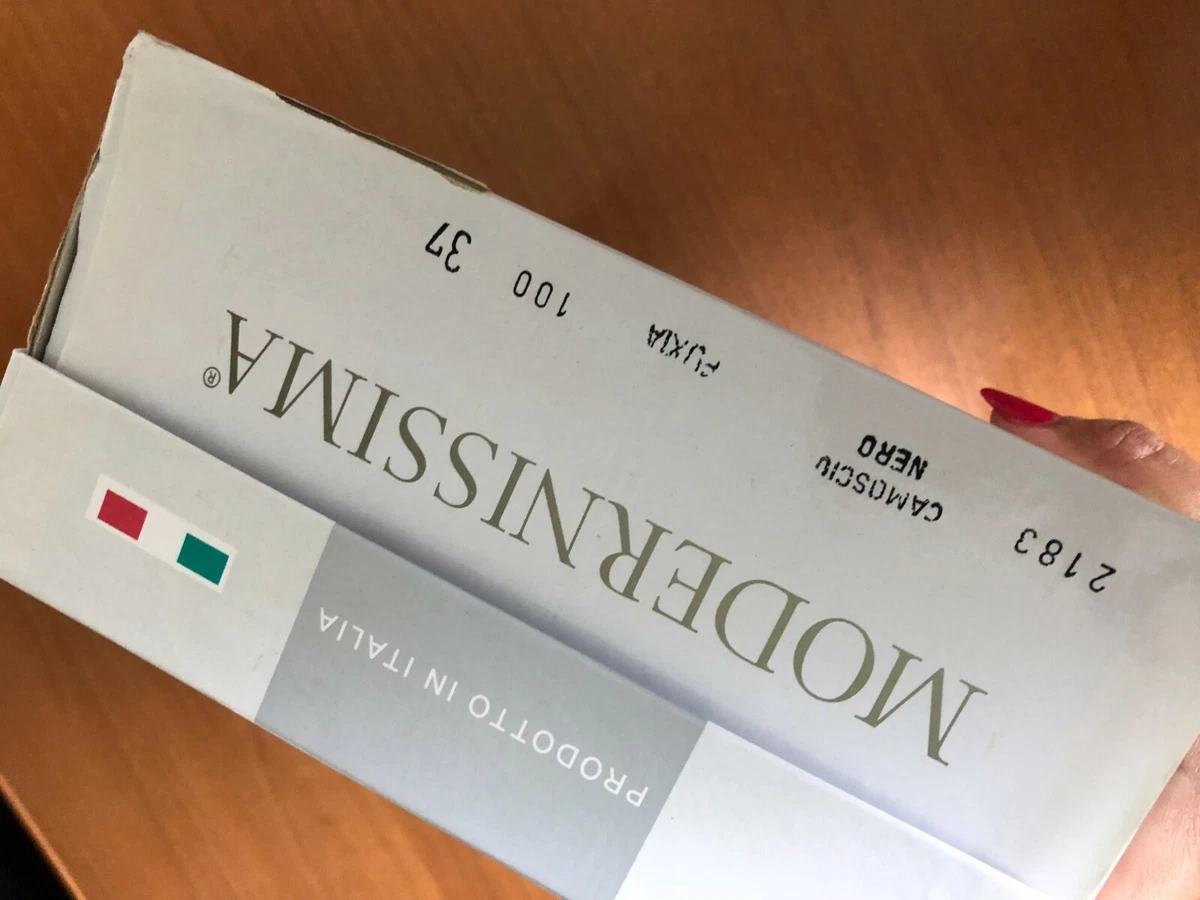 PRODOTTO IN ITALIA
MODERNISSIMA®
2183 CAMOSCIO FUXIA 100 37
NERO